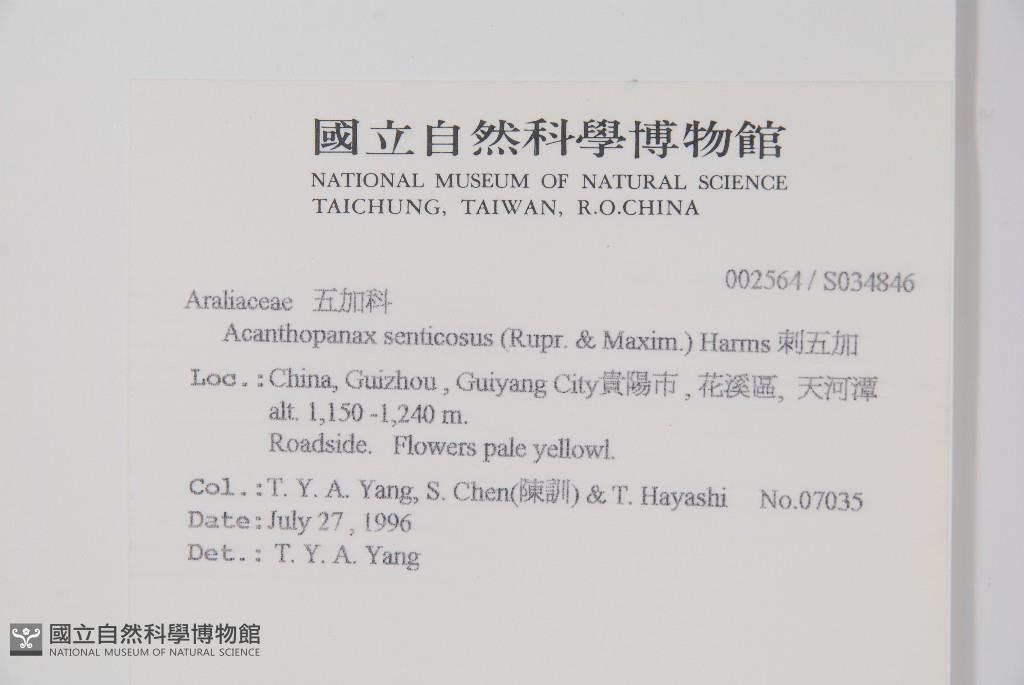 國立自然科學博物館
NATIONAL MUSEUM OF NATURAL SCIENCE
TAICHUNG, TAIWAN, R.O.CHINA
002564 / S034846
Araliaceae 五加科
Acanthopanax senticosus (Rupr. & Maxim.) Harms 刺五加
Loc.:China, Guizhou , Guiyang City貴陽市 , 花溪區, 天河潭
alt. 1,150 -1,240 m.
Roadside. Flowers pale yellowl.
Col.:T. Y. A. Yang, S. Chen(陳訓) & T. Hayashi No.07035
Date:July 27 , 1996
Det.: T. Y. A. Yang
國立自然科學博物館
NATIONAL MUSEUM OF NATURAL SCIENCE